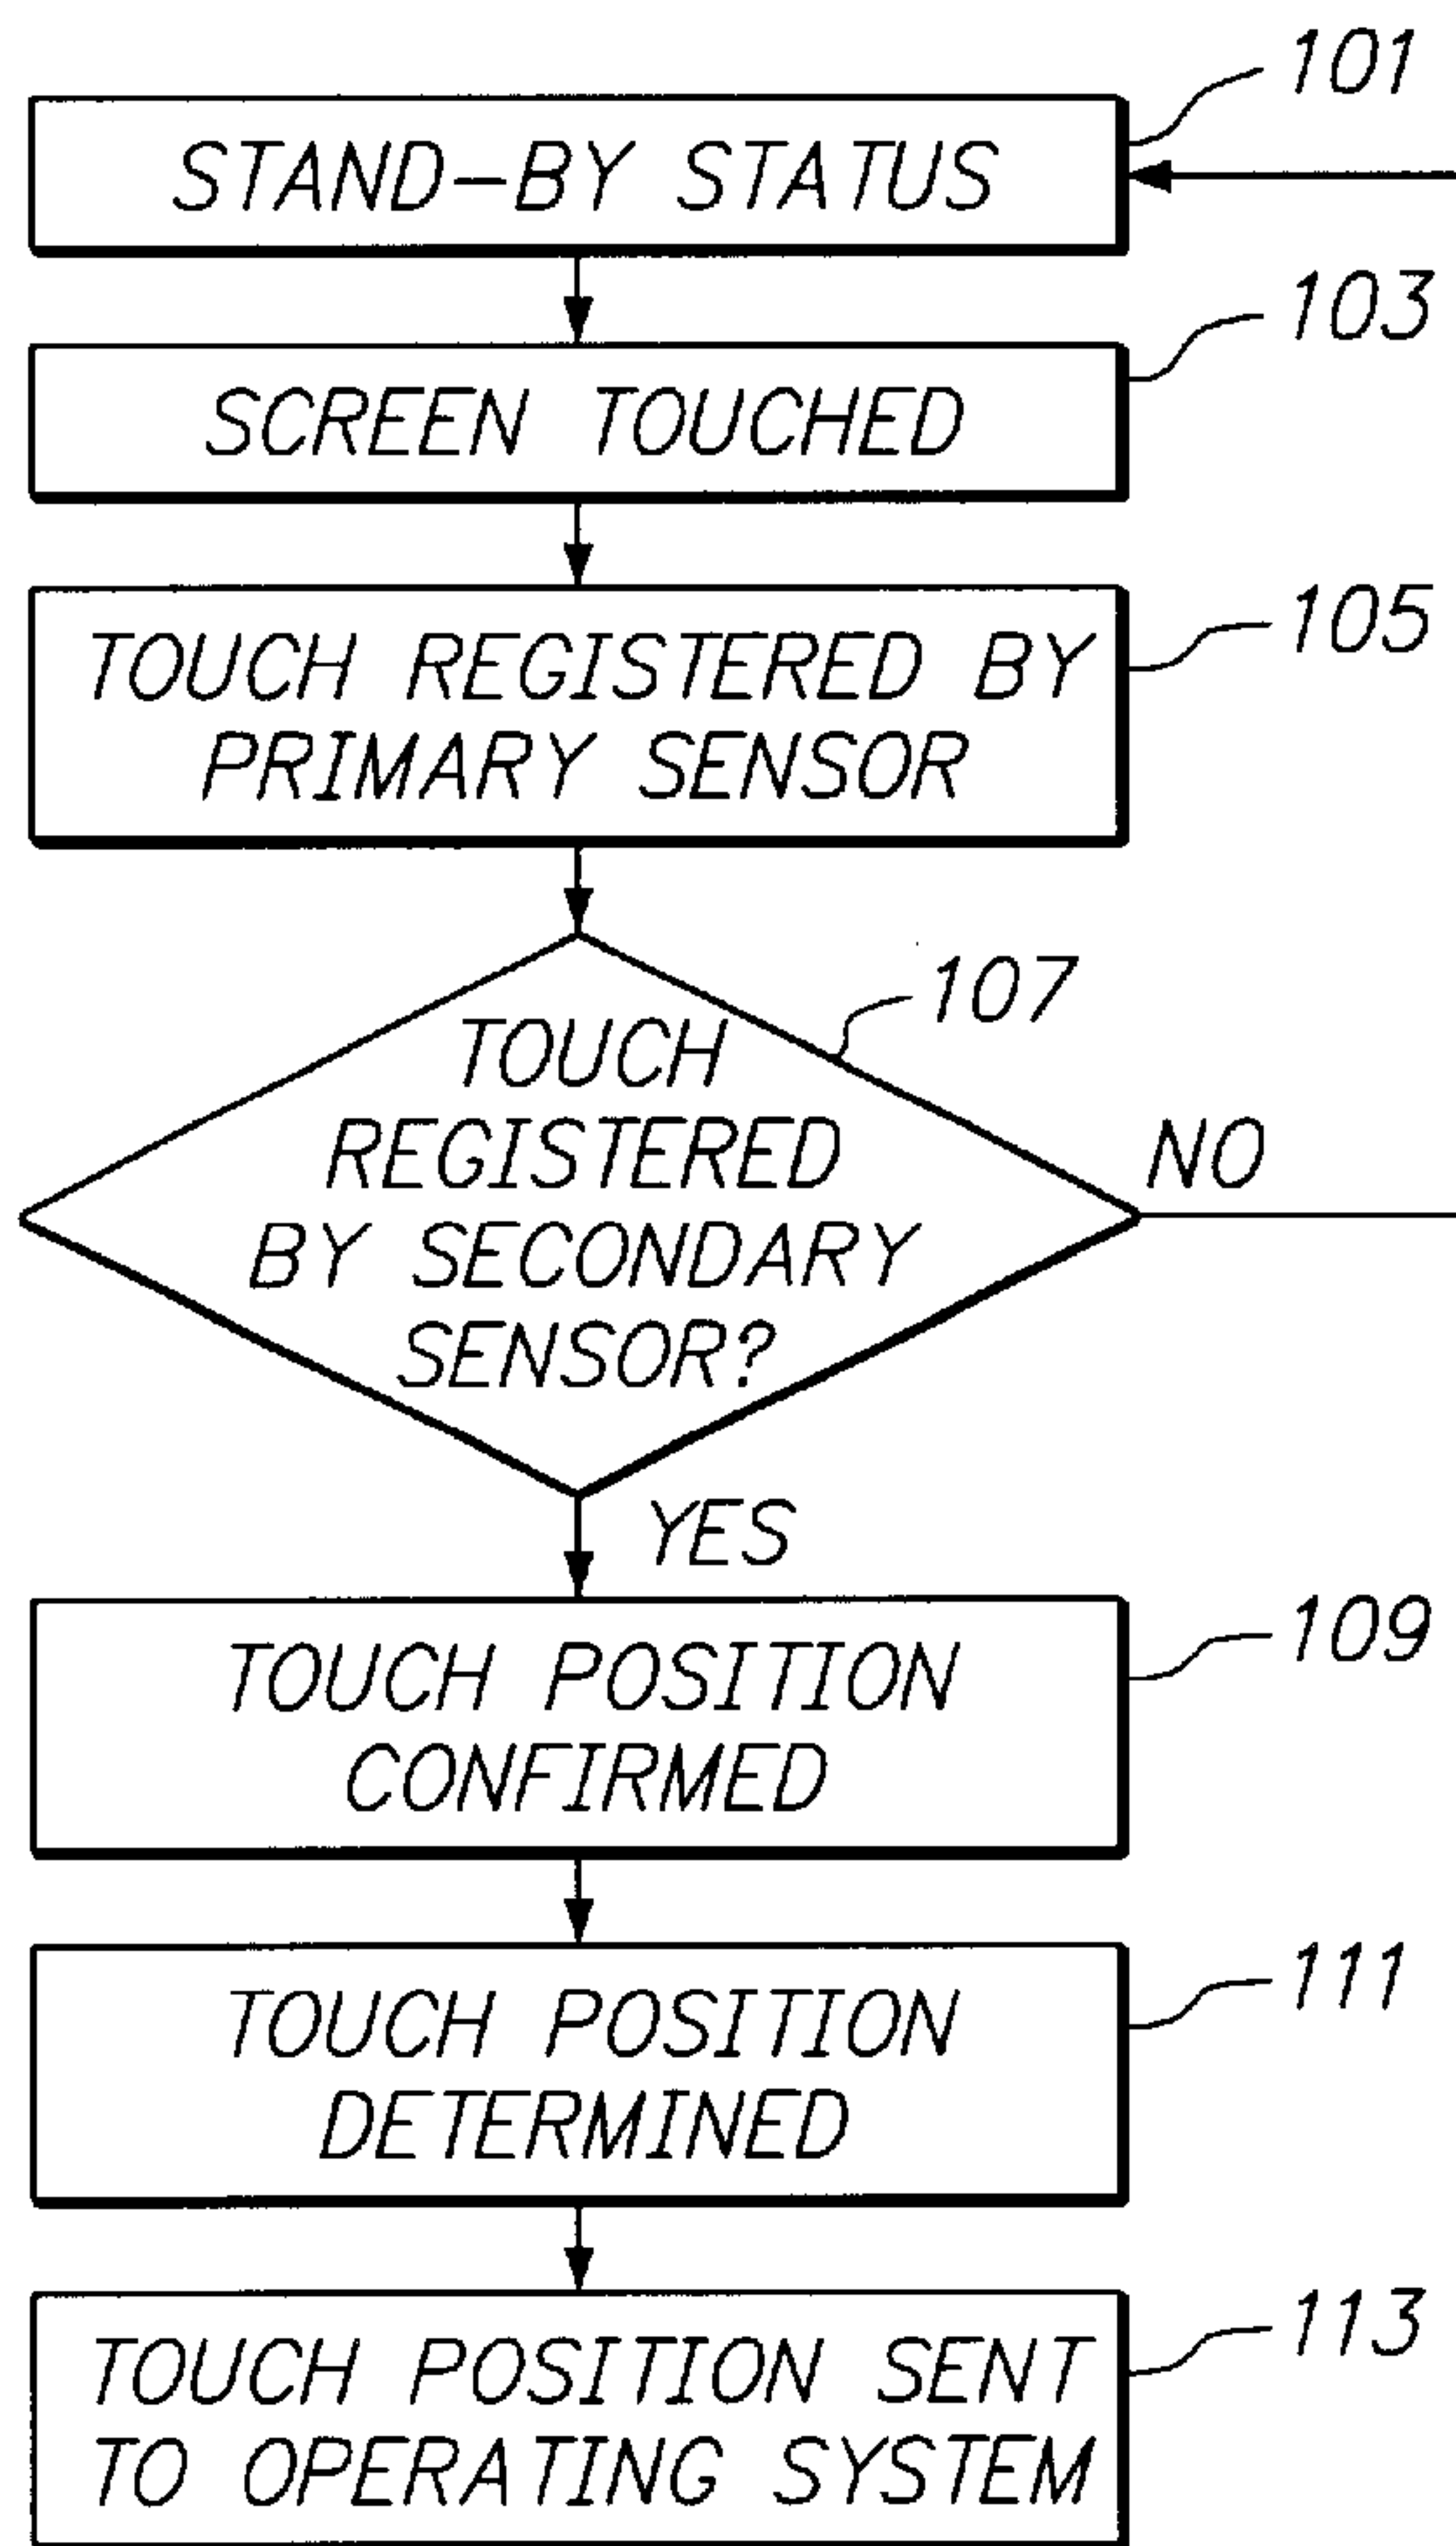 101
STAND-BY STATUS
103
SCREEN TOUCHED
105
TOUCH REGISTERED BY
PRIMARY SENSOR
107
TOUCH
REGISTERED
BY SECONDARY
SENSOR?
NO
YES
109
TOUCH POSITION
CONFIRMED
111
TOUCH POSITION
DETERMINED
113
TOUCH POSITION SENT
TO OPERATING SYSTEM